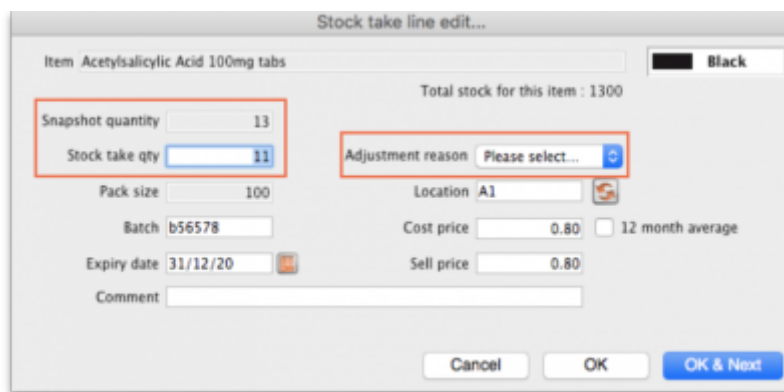 Stock take line edit...
Item Acetylsalicylic Acid 100mg tabs Black
Total stock for this item : 1300
Snapshot quantity 13
Stock take qty 11 Adjustment reason Please select...
Pack size 100 Location A1
Batch b56578 Cost price 0.80 12 month average
Expiry date 31/12/20 Sell price 0.80
Comment
Cancel OK OK & Next